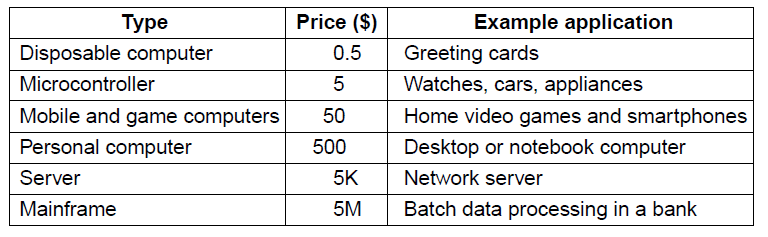 Type Price ($) Example application
Disposable computer 0.5 Greeting cards
Microcontroller 5 Watches, cars, appliances
Mobile and game computers 50 Home video games and smartphones
Personal computer 500 Desktop or notebook computer
Server 5K Network server
Mainframe 5M Batch data processing in a bank